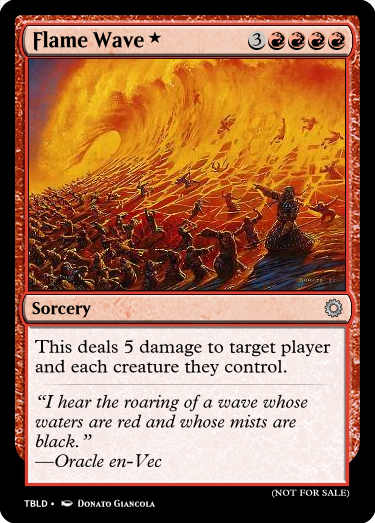 Flame Wave ★
3
Sorcery
This deals 5 damage to target player
and each creature they control.
“I hear the roaring of a wave whose
waters are red and whose mists are
black.”
—Oracle en-Vec
(NOT FOR SALE)
TBLD • Donato Giancola